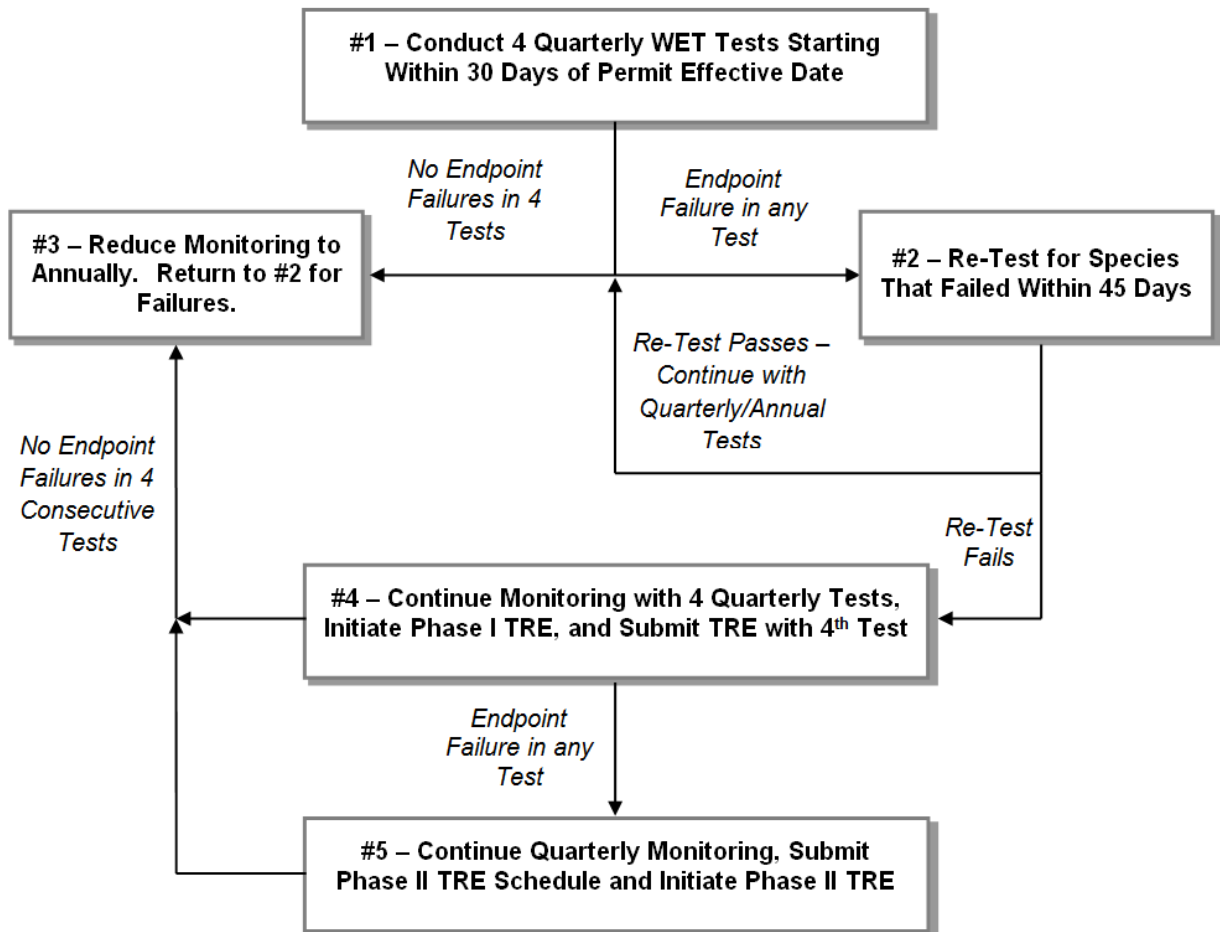 #1 – Conduct 4 Quarterly WET Tests Starting
Within 30 Days of Permit Effective Date
No Endpoint
Failures in 4
Tests
Endpoint
Failure in any
Test
#3 – Reduce Monitoring to
Annually.   Return to #2 for
Failures.
#2 – Re-Test for Species
That Failed Within 45 Days
Re-Test Passes –
Continue with
Quarterly/Annual
Tests
No Endpoint
Failures in 4
Consecutive
Tests
Re-Test
Fails
#4 – Continue Monitoring with 4 Quarterly Tests,
Initiate Phase I TRE, and Submit TRE with 4th Test
Endpoint
Failure in any
Test
#5 – Continue Quarterly Monitoring, Submit
Phase II TRE Schedule and Initiate Phase II TRE